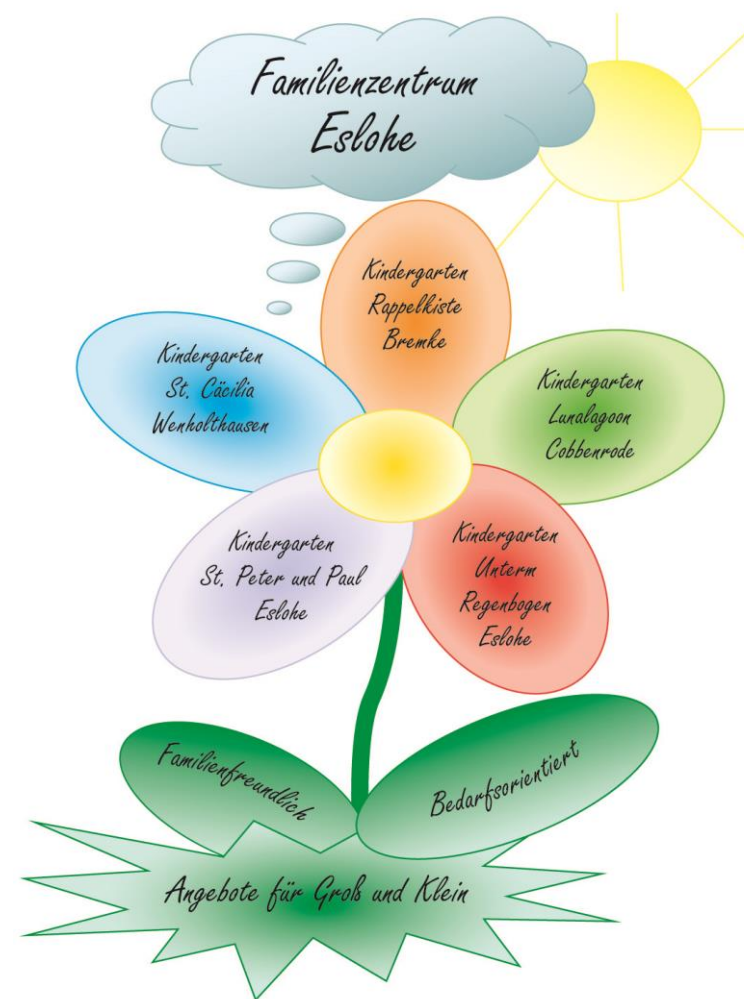 Familienzentrum
Eslohe
Kindergarten
Rappelkiste
Bremke
Kindergarten
St. Cäcilia
Wenholthausen
Kindergarten
Lunalagoon
Cobbenrode
Kindergarten
St. Peter und Paul
Eslohe
Kindergarten
Unterm
Regenbogen
Eslohe
Familienfreundlich
Bedarfsorientiert
Angebote für Groß und Klein